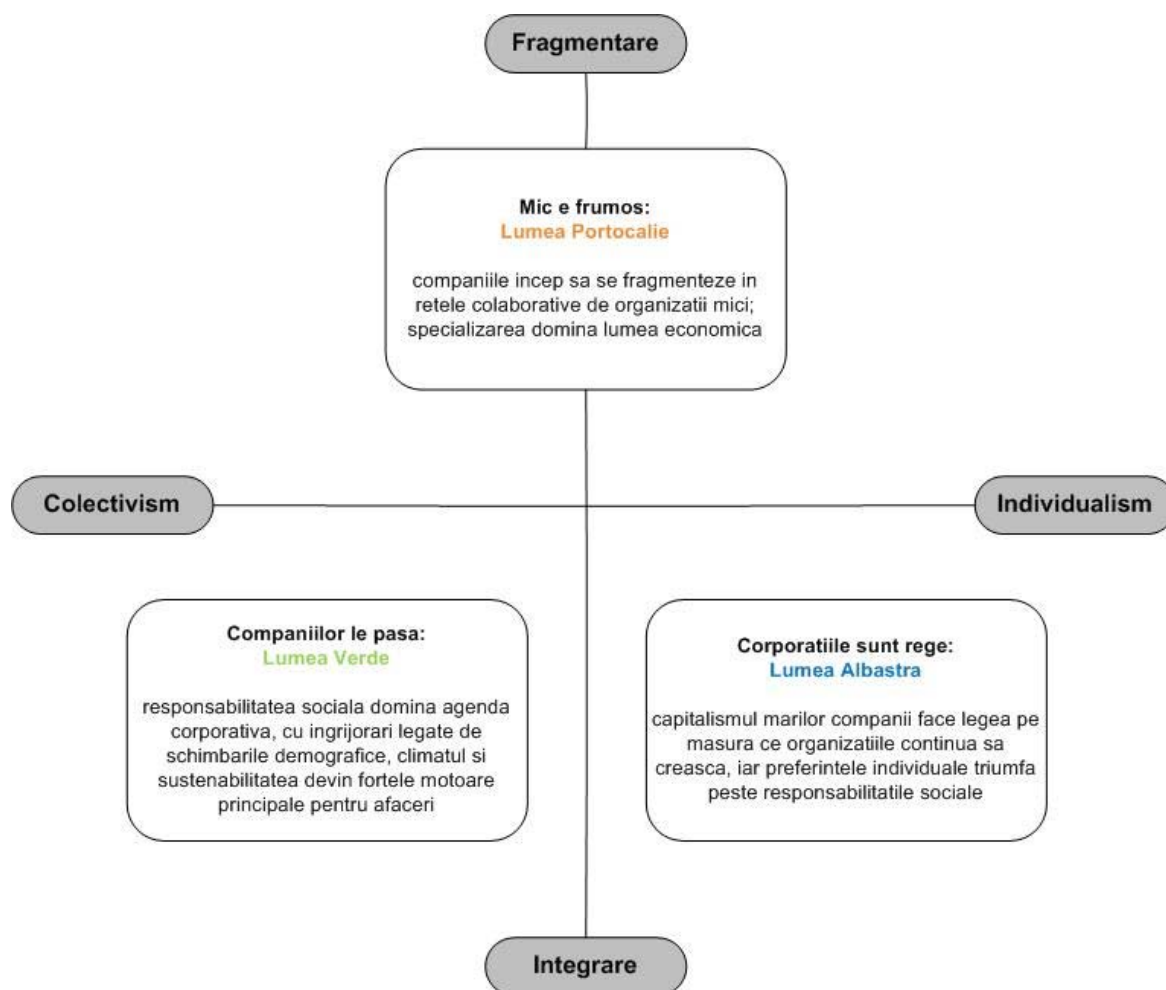 Fragmentare
Mic e frumos:
Lumea Portocalie
companiile incep sa se fragmenteze in
retele colaborative de organizatii mici;
specializarea domina lumea economica
Colectivism
Individualism
Companiilor le pasa:
Lumea Verde
responsabilitatea sociala domina agenda
corporativa, cu ingrijorari legate de
schimbarile demografice, climatul si
sustenabilitatea devin fortele motoare
principale pentru afaceri
Corporatiile sunt rege:
Lumea Albastra
capitalismul marilor companii face legea pe
masura ce organizatiile continua sa
creasca, iar preferintele individuale triumfa
peste responsabilitatile sociale
Integrare